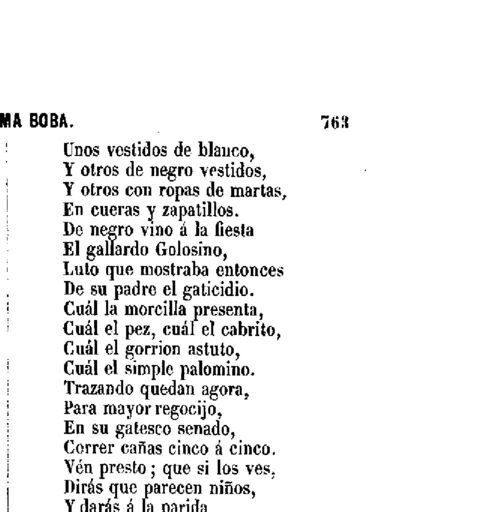 MA BOBA. 763
Unos vestidos de blanco,
Y otros de negro vestidos,
Y otros con ropas de martas,
En cueras y zapatillos.
De negro vino á la fiesta
El gallardo Golosino,
Luto que mostraba entonces
De su padre el gaticidio.
Cuál la morcilla presenta,
Cuál el pez, cuál el cabrito,
Cuál el gorrion astuto,
Cuál el simple palomino.
Trazando quedan agora,
Para mayor regocijo,
En su gatesco senado,
Correr cañas cinco á cinco.
Vén presto; que si los ves,
Dirás que parecen niños,
Y darás á la parida